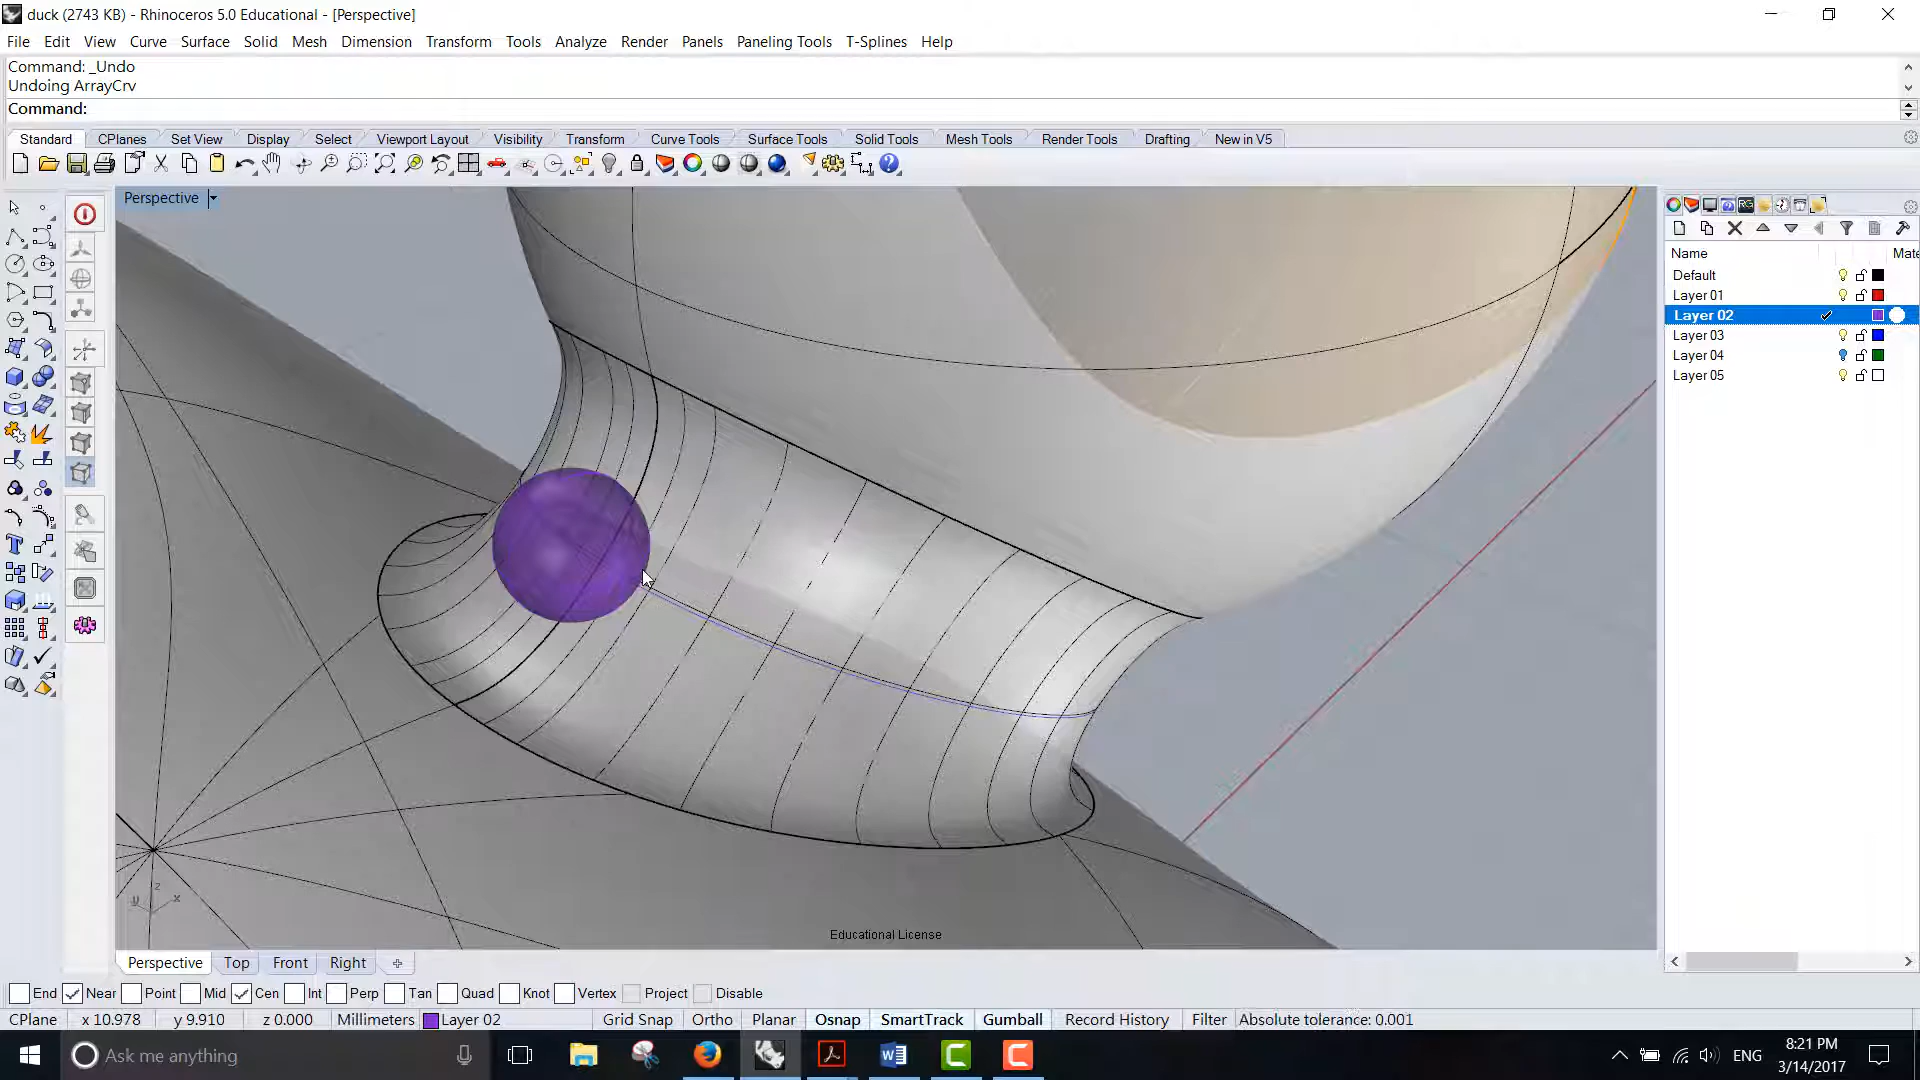 duck (2743 KB) - Rhinoceros 5.0 Educational - [Perspective]
File Edit View Curve Surface Solid Mesh Dimension Transform Tools Analyze Render Panels Paneling Tools T-Splines Help
Command: _Undo
Undoing ArrayCrv
Command:
Standard CPlanes Set View Display Select Viewport Layout Visibility Transform Curve Tools Surface Tools Solid Tools Mesh Tools Render Tools Drafting New in V5
Perspective
Name Mate
Default
Layer 01
Layer 02
Layer 03
Layer 04
Layer 05
z
y x
Educational License
Perspective Top Front Right
End Near Point Mid Cen Int Perp Tan Quad Knot Vertex Project Disable
CPlane x 10.978 y 9.910 z 0.000 Millimeters Layer 02 Grid Snap Ortho Planar Osnap SmartTrack Gumball Record History Filter Absolute tolerance: 0.001
Ask me anything
ENG
8:21 PM
3/14/2017